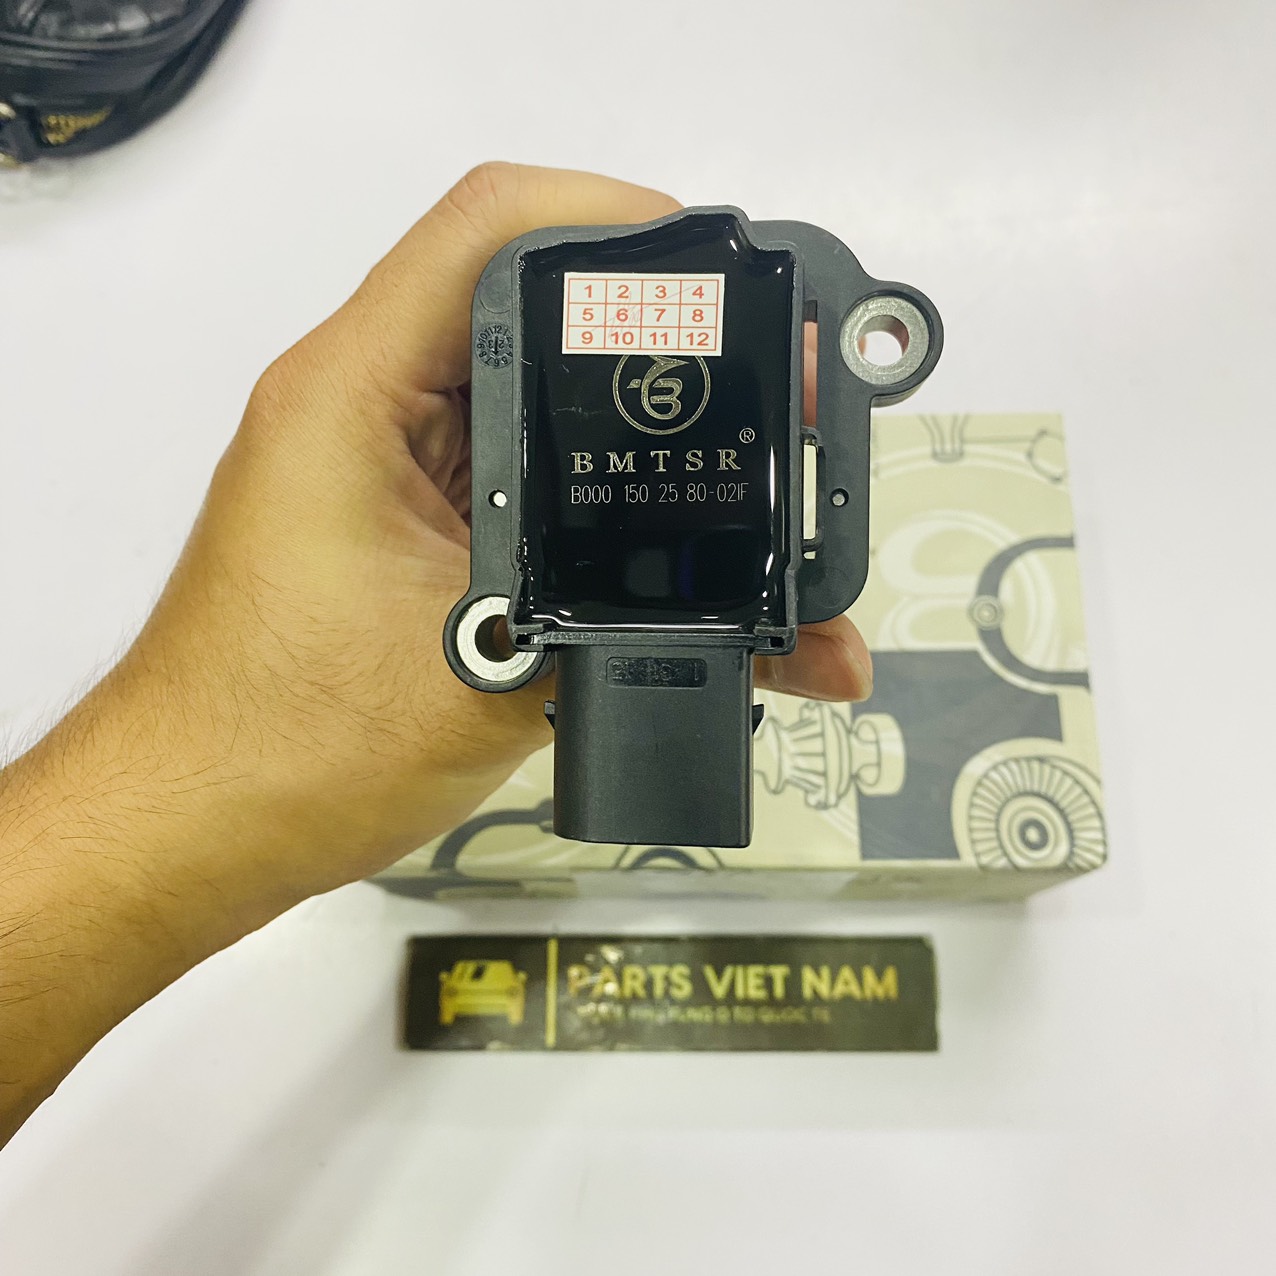 1 2 3 4
5 6 7 8
9 10 11 12
BMTSR®
B000 150 25 80-02IF
PARTS VIET NAM